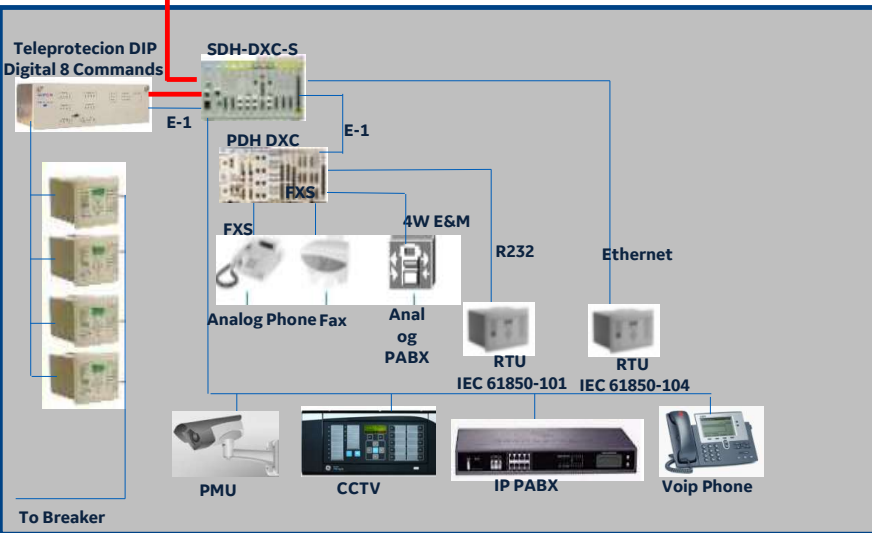 Teleprotecion DIP
Digital 8 Commands
SDH-DXC-S
E-1
E-1
PDH DXC
FXS
FXS
4W E&M
R232
Ethernet
Analog Phone
Fax
Anal
og
PABX
RTU
IEC 61850-101
RTU
IEC 61850-104
PMU
CCTV
IP PABX
Voip Phone
To Breaker